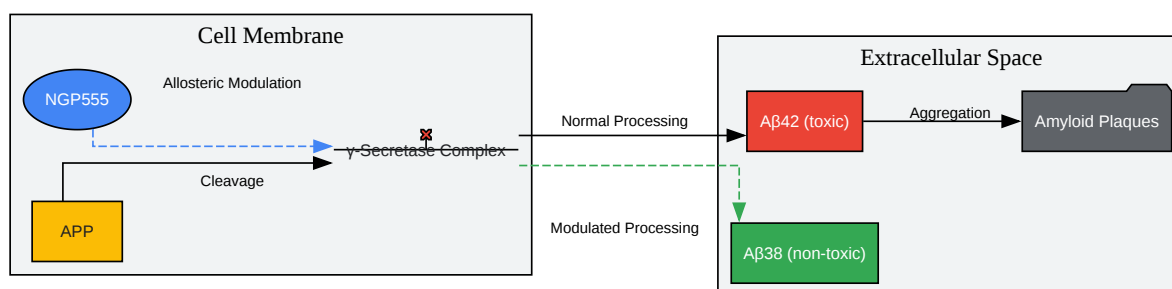 Cell Membrane
NGP555
Allosteric Modulation
γ-Secretase Complex
Cleavage
APP
Normal Processing
Modulated Processing
Extracellular Space
Aβ42 (toxic)
Aggregation
Amyloid Plaques
Aβ38 (non-toxic)